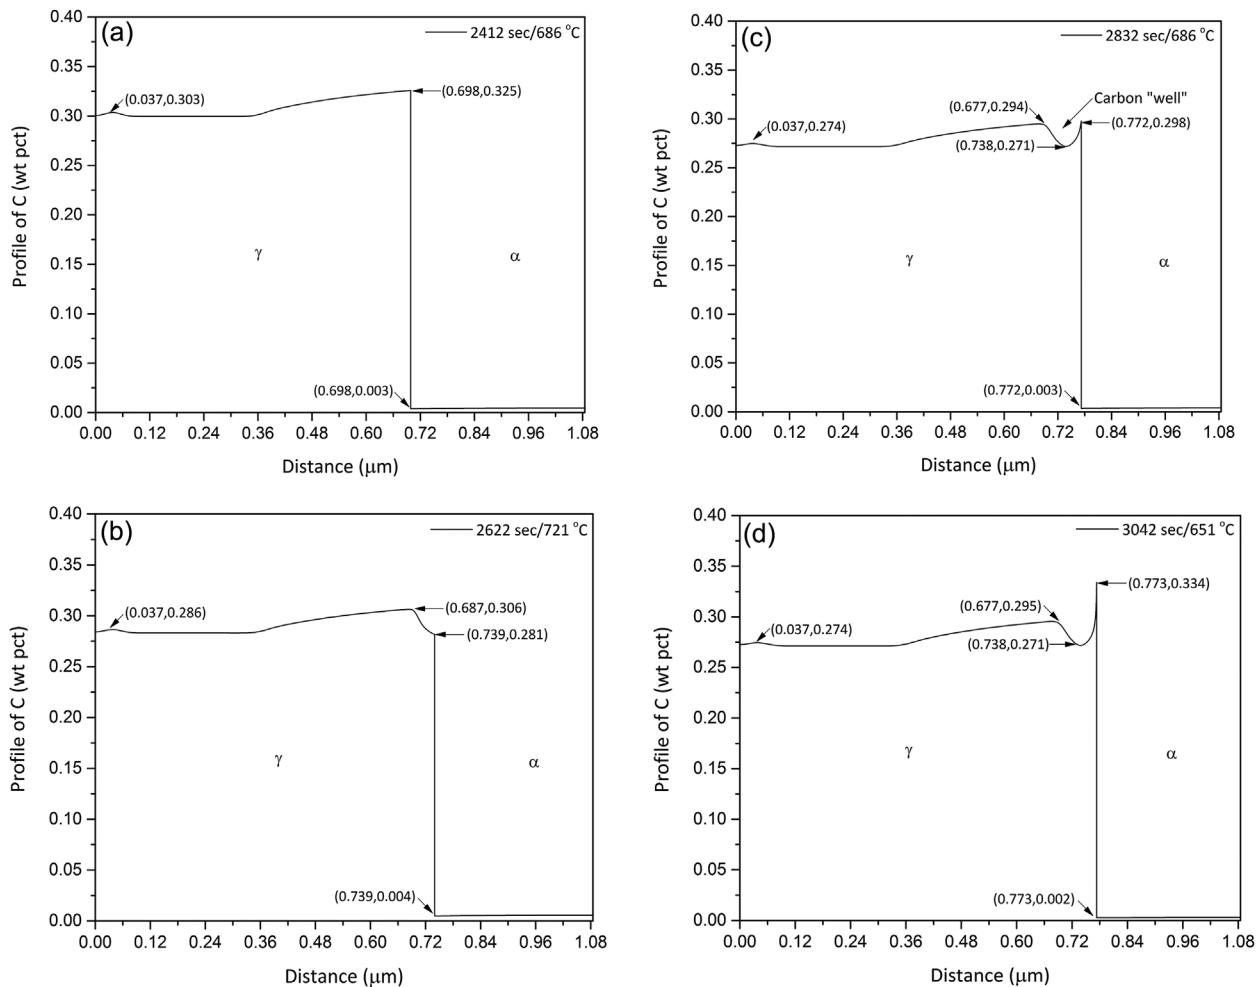 (a)
2412 sec/686 °C
0.40
0.35
0.30
0.25
0.20
0.15
0.10
0.05
0.00
Profile of C (wt pct)
(0.037,0.303)
(0.698,0.325)
γ
α
(0.698,0.003)
0.00 0.12 0.24 0.36 0.48 0.60 0.72 0.84 0.96 1.08
Distance (μm)
(c)
2832 sec/686 °C
0.40
0.35
0.30
0.25
0.20
0.15
0.10
0.05
0.00
Profile of C (wt pct)
(0.037,0.274)
(0.677,0.294)
Carbon "well"
(0.772,0.298)
(0.738,0.271)
γ
α
(0.772,0.003)
0.00 0.12 0.24 0.36 0.48 0.60 0.72 0.84 0.96 1.08
Distance (μm)
(b)
2622 sec/721 °C
0.40
0.35
0.30
0.25
0.20
0.15
0.10
0.05
0.00
Profile of C (wt pct)
(0.037,0.286)
(0.687,0.306)
(0.739,0.281)
γ
α
(0.739,0.004)
0.00 0.12 0.24 0.36 0.48 0.60 0.72 0.84 0.96 1.08
Distance (μm)
(d)
3042 sec/651 °C
0.40
0.35
0.30
0.25
0.20
0.15
0.10
0.05
0.00
Profile of C (wt pct)
(0.773,0.334)
(0.677,0.295)
(0.037,0.274)
(0.738,0.271)
γ
α
(0.773,0.002)
0.00 0.12 0.24 0.36 0.48 0.60 0.72 0.84 0.96 1.08
Distance (μm)